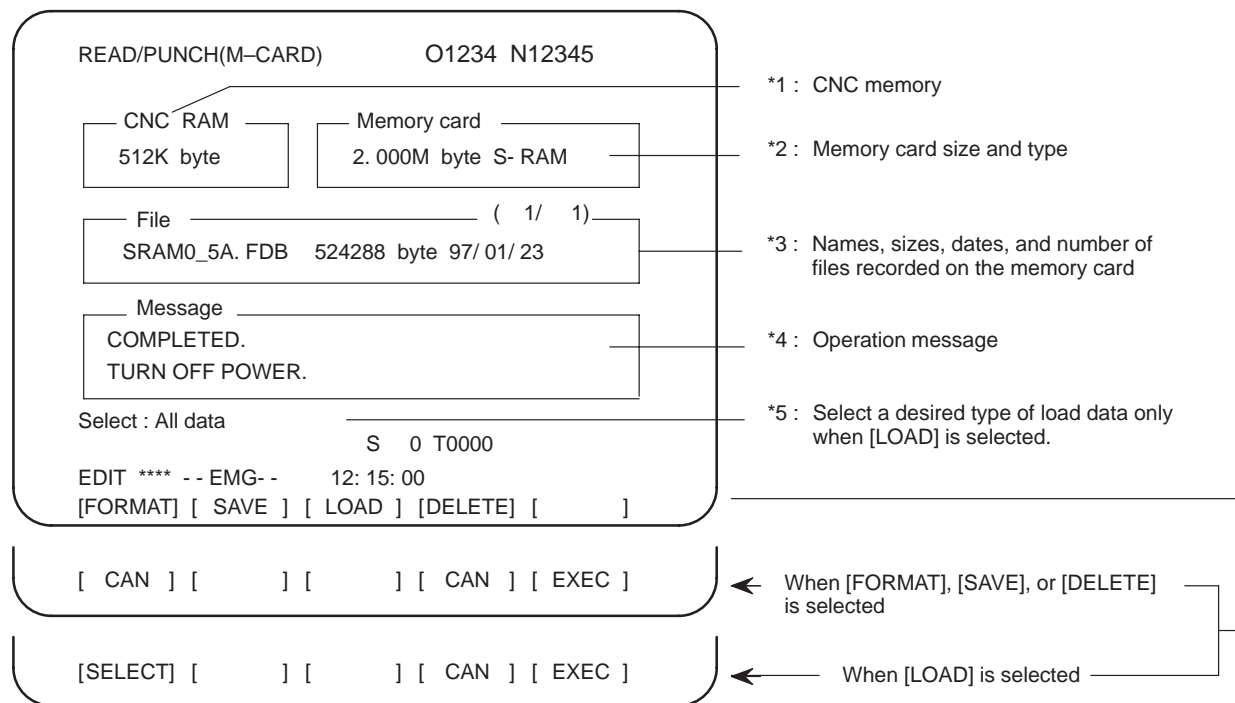 READ/PUNCH(M–CARD) O1234 N12345
CNC RAM
512K byte
Memory card
2. 000M byte S- RAM
File ( 1/ 1)
SRAM0_5A. FDB 524288 byte 97/ 01/ 23
Message
COMPLETED.
TURN OFF POWER.
Select : All data
S 0 T0000
EDIT **** - - EMG- - 12: 15: 00
[FORMAT] [ SAVE ] [ LOAD ] [DELETE] [ ]
[ CAN ] [ ] [ ] [ CAN ] [ EXEC ]
[SELECT] [ ] [ ] [ CAN ] [ EXEC ]
*1 : CNC memory
*2 : Memory card size and type
*3 : Names, sizes, dates, and number of
files recorded on the memory card
*4 : Operation message
*5 : Select a desired type of load data only
when [LOAD] is selected.
When [FORMAT], [SAVE], or [DELETE]
is selected
When [LOAD] is selected